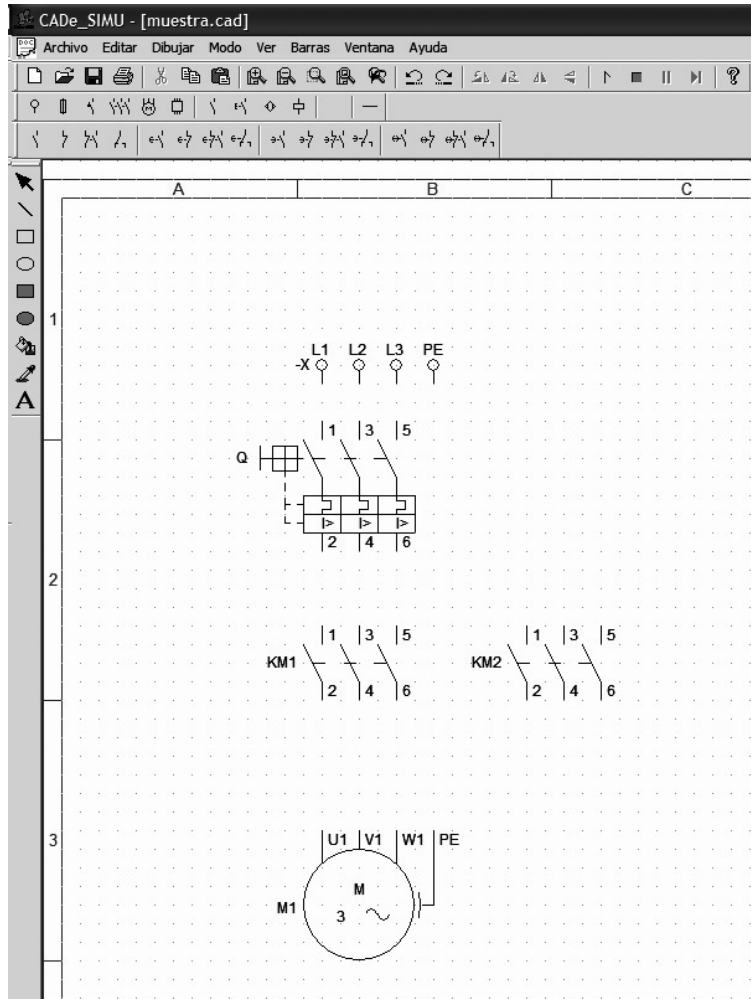 CADe_SIMU - [muestra.cad]
Archivo Editar Dibujar Modo Ver Barras Ventana Ayuda
A B C
1
L1 L2 L3 PE
-X
1 3 5
Q
I> I> I>
2 4 6
2
1 3 5 1 3 5
KM1 KM2
2 4 6 2 4 6
3 U1 V1 W1 PE
M
M1 3